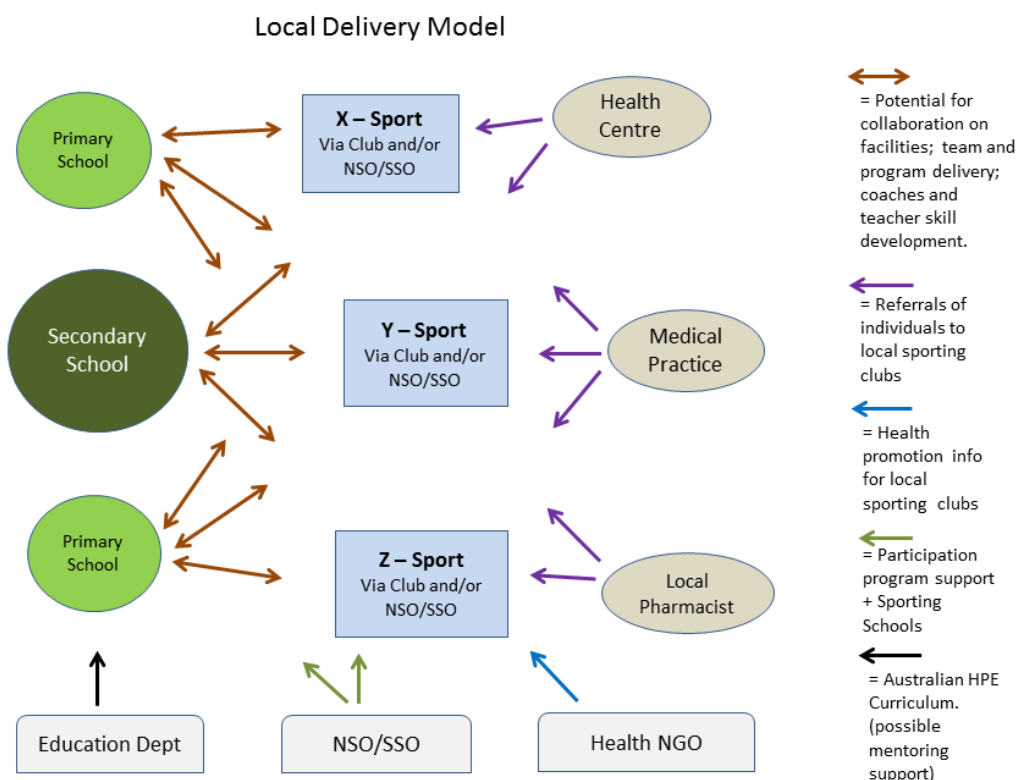 Local Delivery Model
Primary
School
X – Sport
Via Club and/or
NSO/SSO
Health
Centre
Secondary
School
Y – Sport
Via Club and/or
NSO/SSO
Medical
Practice
Primary
School
Z – Sport
Via Club and/or
NSO/SSO
Local
Pharmacist
Education Dept
NSO/SSO
Health NGO
= Potential for
collaboration on
facilities; team and
program delivery;
coaches and
teacher skill
development.
= Referrals of
individuals to
local sporting
clubs
= Health
promotion info
for local
sporting clubs
= Participation
program support
+ Sporting
Schools
= Australian HPE
Curriculum.
(possible
mentoring
support)